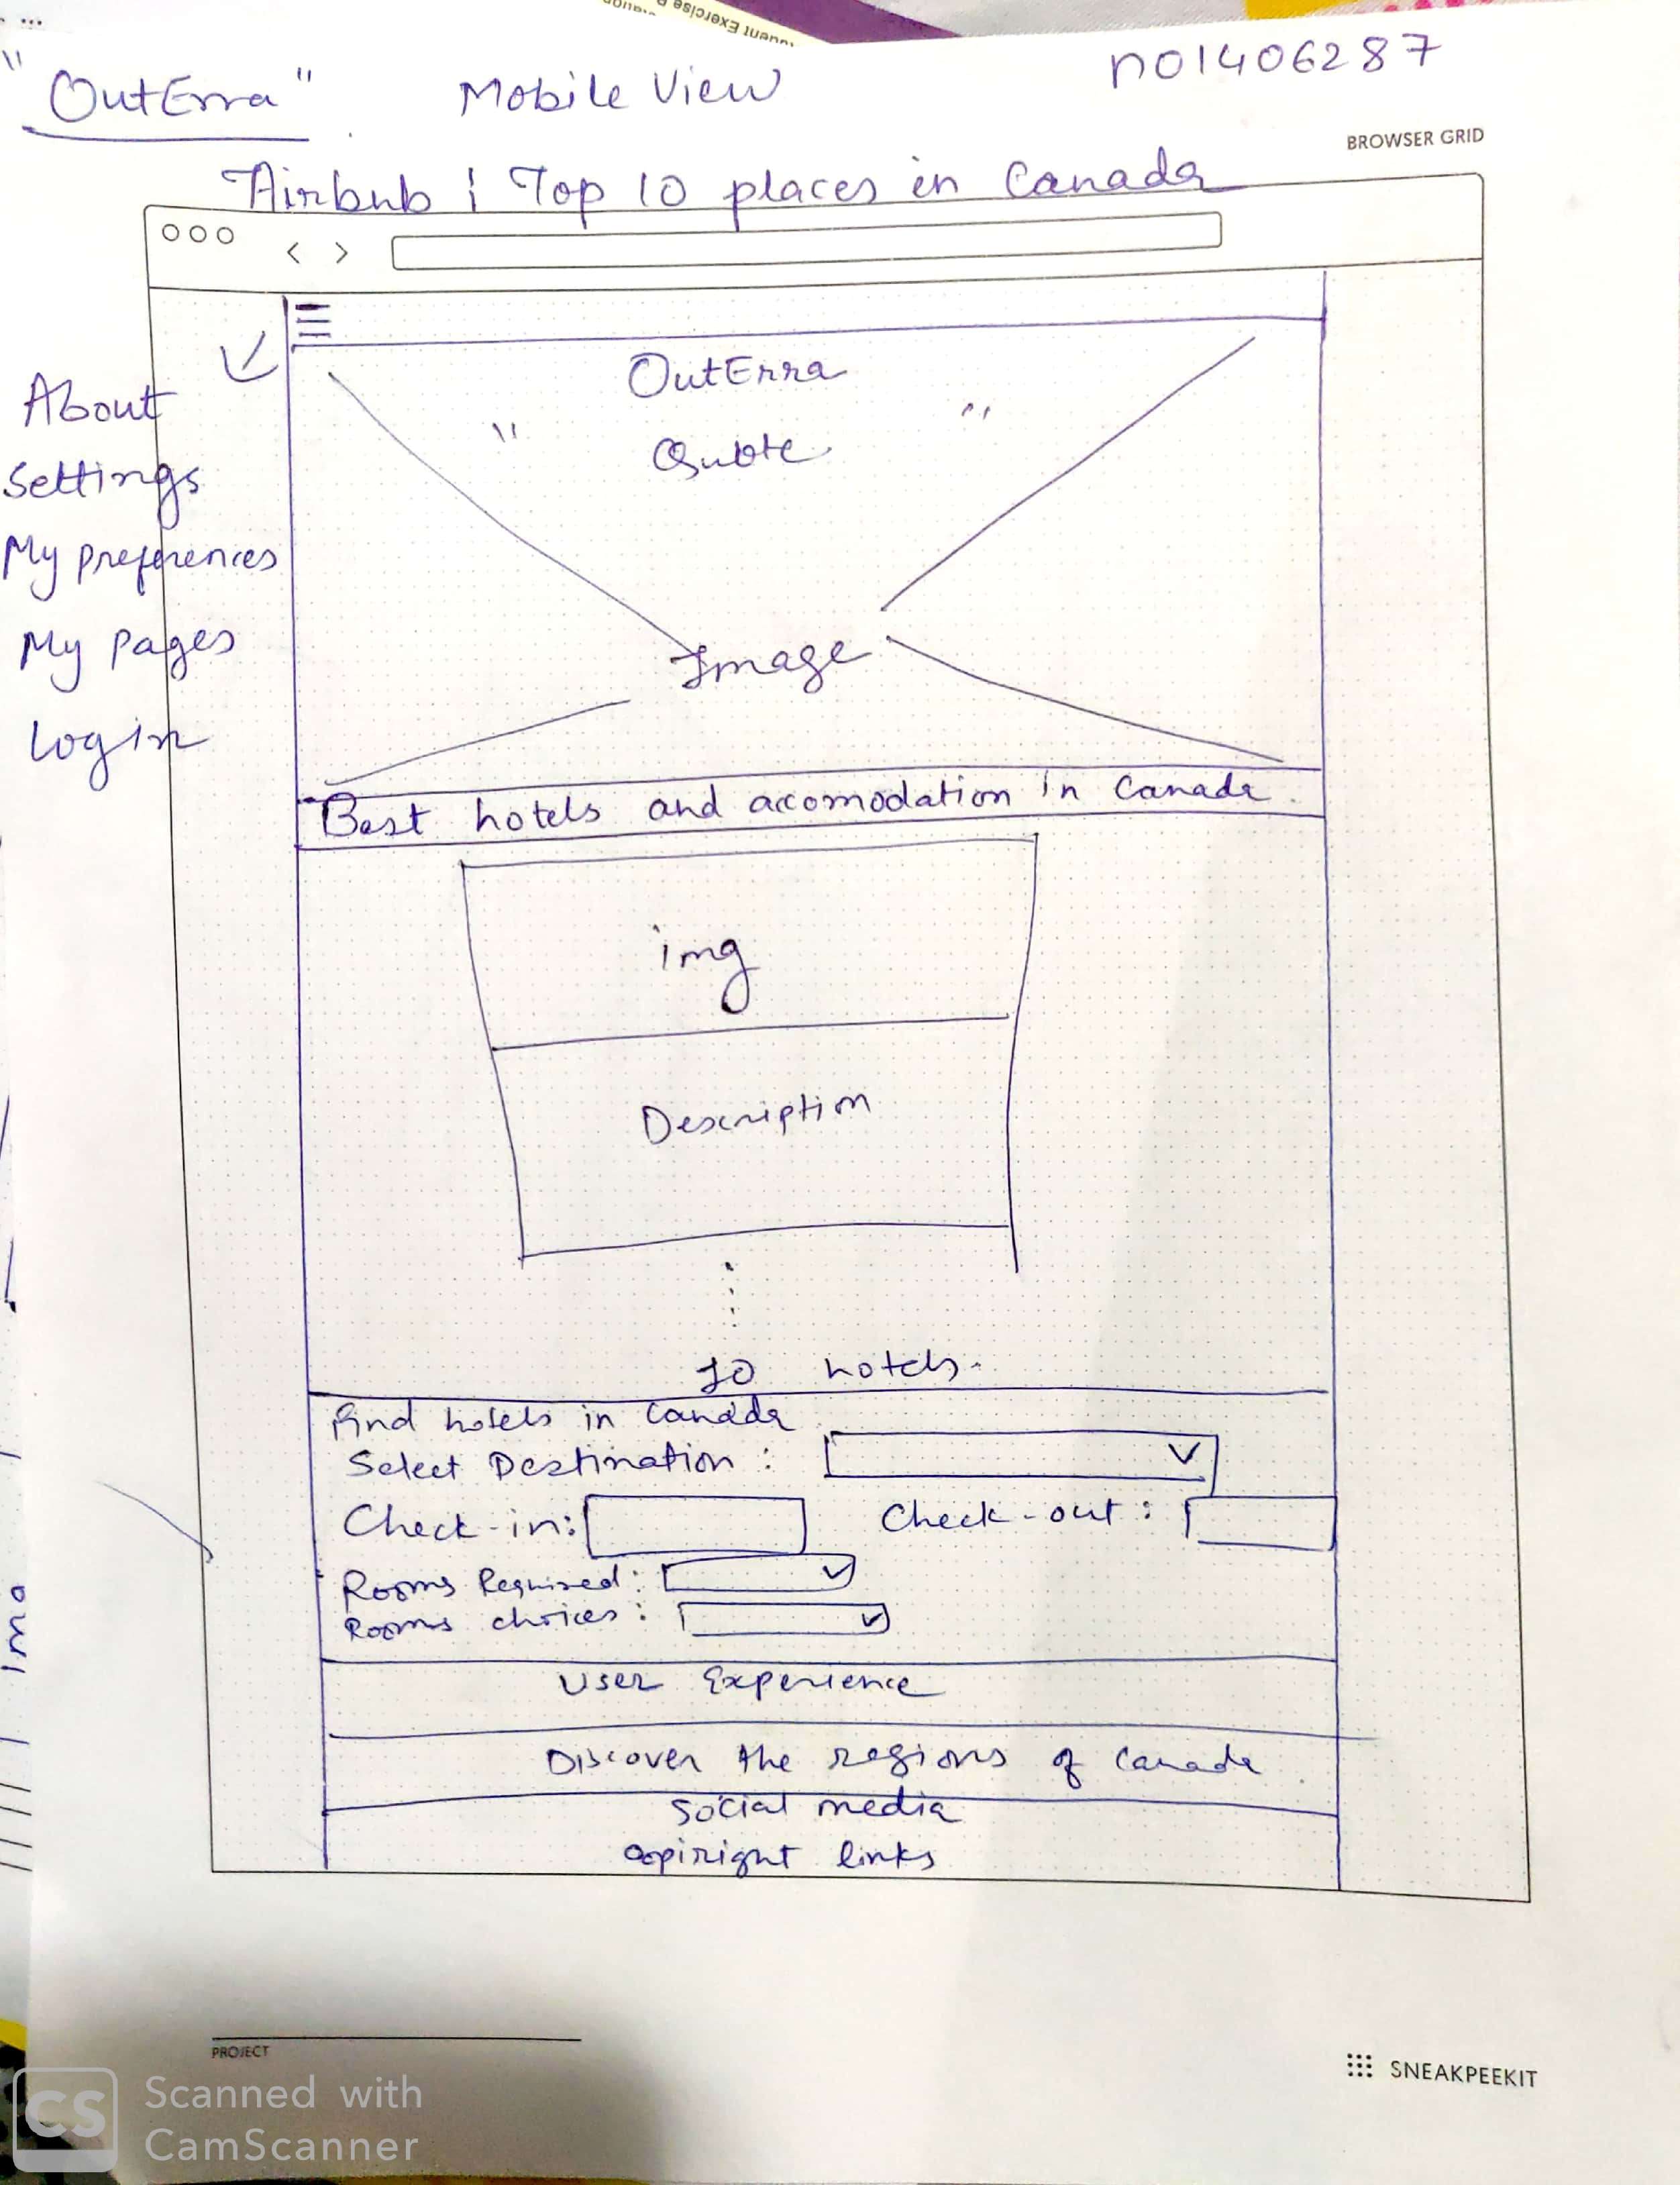 "OutErra" Mobile View n01406287
BROWSER GRID
Airbnb | Top 10 places in Canada
OutErra
" Quote "
About
Settings
My preferences
My pages
Login
Image
Best hotels and accomodation in Canada.
img
Description
10 hotels.
Find hotels in Canada
Select Destination :
Check-in: Check-out :
Rooms Required :
Rooms choices :
User Experience
Discover the regions of Canada
social media
copiright links
PROJECT
SNEAKPEEKIT
CS Scanned with
CamScanner